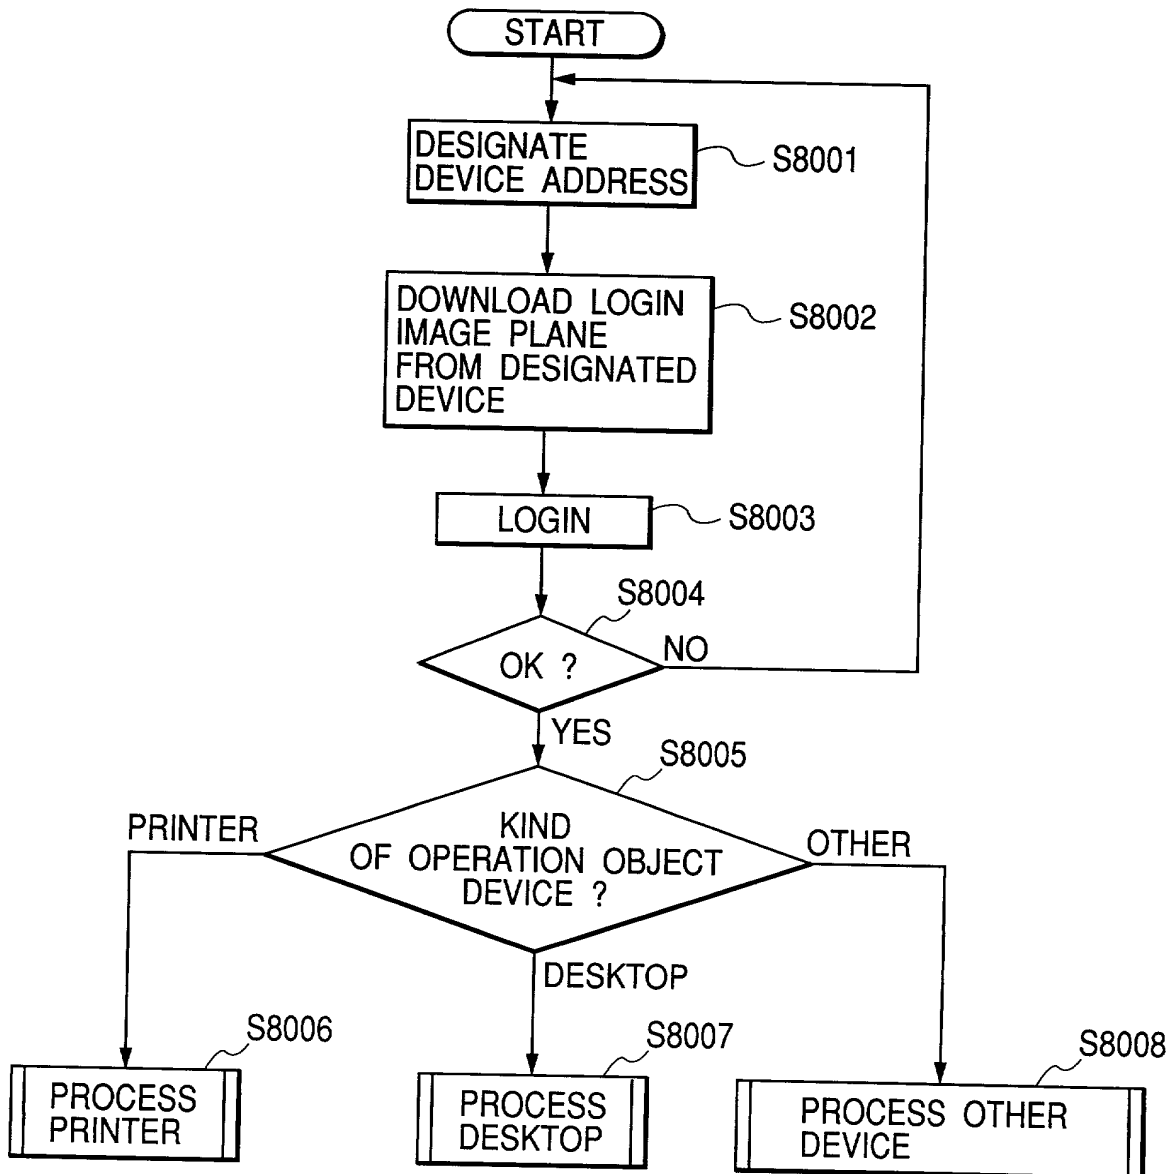 START
DESIGNATE
DEVICE ADDRESS
S8001
DOWNLOAD LOGIN
IMAGE PLANE
FROM DESIGNATED
DEVICE
S8002
LOGIN
S8003
S8004
OK ?
NO
YES
S8005
PRINTER
KIND
OF OPERATION OBJECT
DEVICE ?
OTHER
DESKTOP
S8006
PROCESS
PRINTER
S8007
PROCESS
DESKTOP
S8008
PROCESS OTHER
DEVICE